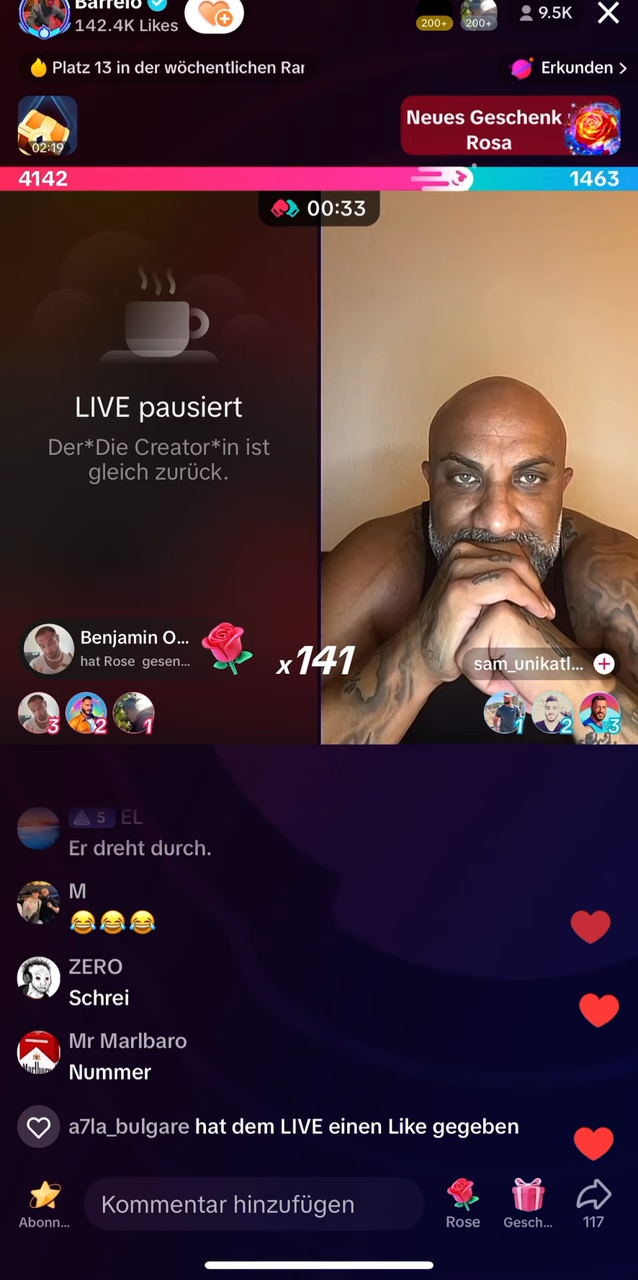 Barrelo
142.4K Likes
200+
200+
9.5K
Platz 13 in der wöchentlichen Rar
Erkunden >
02:19
Neues Geschenk
Rosa
4142
1463
00:33
LIVE pausiert
Der*Die Creator*in ist
gleich zurück.
Benjamin O...
hat Rose gesen...
x141
sam_unikatl...
3
2
1
1
2
3
5 EL
Er dreht durch.
M
😂😂😂
ZERO
Schrei
Mr Marlbaro
Nummer
a7la_bulgare hat dem LIVE einen Like gegeben
Abonn...
Kommentar hinzufügen
Rose
Gesch...
117